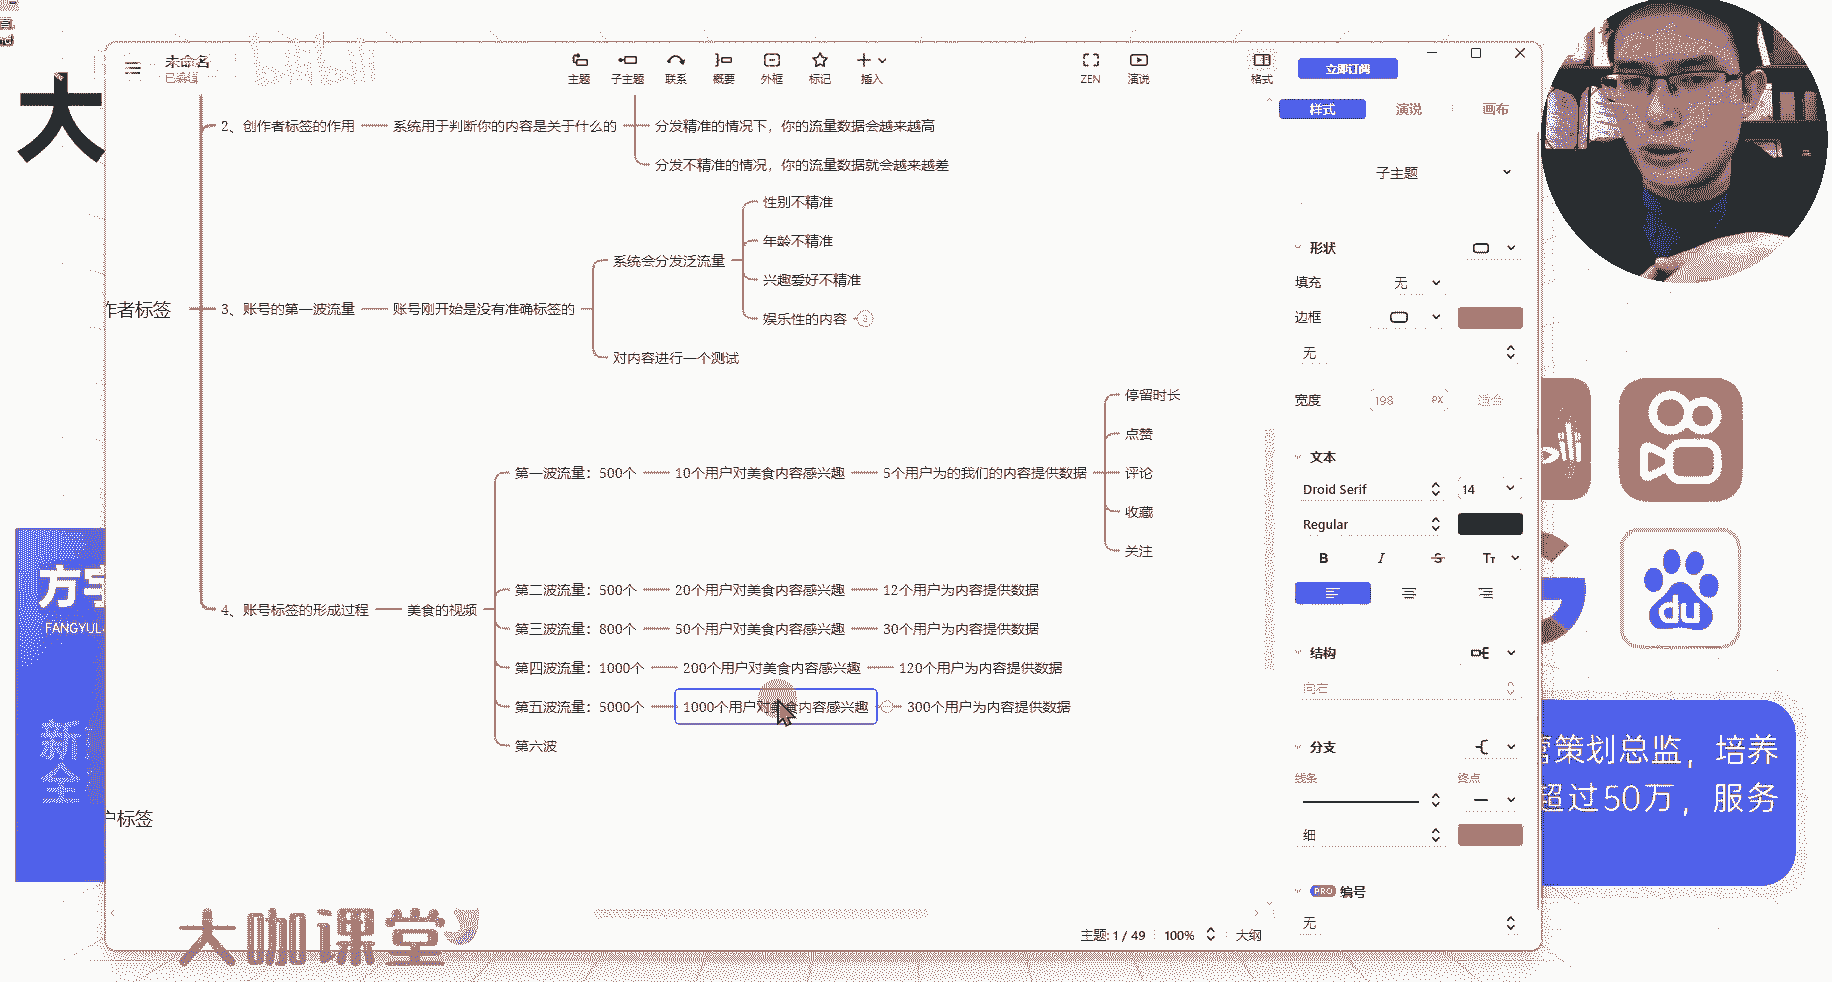 大
未命名
已编辑
主题
子主题
联系
概要
外框
标记
插入
ZEN
演说
格式
立即订阅
样式
演说
画布
2、创作者标签的作用
系统用于判断你的内容是关于什么的
分发精准的情况下，你的流量数据会越来越高
分发不精准的情况，你的流量数据就会越来越差
性别不精准
年龄不精准
兴趣爱好不精准
娱乐性的内容
系统会分发泛流量
作者标签
3、账号的第一波流量
账号刚开始是没有准确标签的
对内容进行一个测试
停留时长
点赞
评论
收藏
关注
第一波流量：500个
10个用户对美食内容感兴趣
5个用户为的我们的内容提供数据
第二波流量：500个
20个用户对美食内容感兴趣
12个用户为内容提供数据
4、账号标签的形成过程
美食的视频
第三波流量：800个
50个用户对美食内容感兴趣
30个用户为内容提供数据
第四波流量：1000个
200个用户对美食内容感兴趣
120个用户为内容提供数据
第五波流量：5000个
1000个用户对美食内容感兴趣
300个用户为内容提供数据
第六波
户标签
子主题
形状
填充
无
边框
无
宽度
198
PX
适合
文本
Droid Serif
14
Regular
B
I
S
Tт
结构
向右
分支
线条
终点
细
PRO
编号
无
主题: 1 / 49
100%
大纲
方宇
FANGYUL
新
全
du
营策划总监，培养
超过50万，服务
大咖课堂